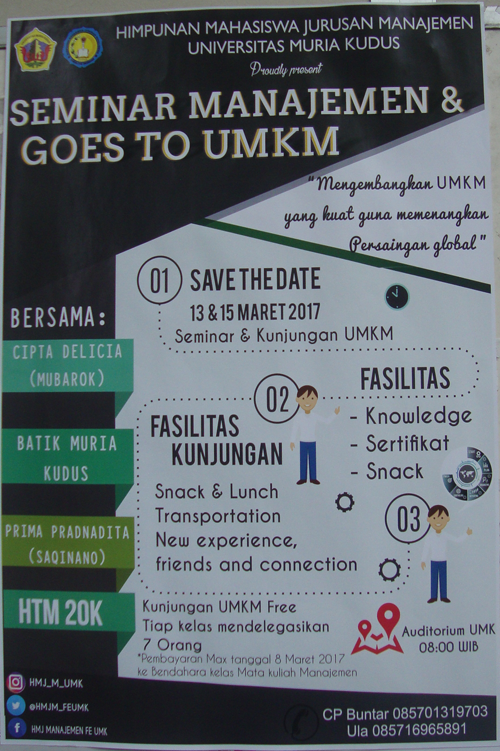 HIMPUNAN MAHASISWA JURUSAN MANAJEMEN
UNIVERSITAS MURIA KUDUS
Proudly present
SEMINAR MANAJEMEN &
GOES TO UMKM
"Mengembangkan UMKM
yang kuat guna memenangkan
Persaingan global"
01 SAVE THE DATE
13 & 15 MARET 2017
Seminar & Kunjungan UMKM
BERSAMA:
CIPTA DELICIA
(MUBAROK)
BATIK MURIA
KUDUS
PRIMA PRADNADITA
(SAQINANO)
02
FASILITAS
KUNJUNGAN
Snack & Lunch
Transportation
New experience,
friends and connection
FASILITAS
- Knowledge
- Sertifikat
- Snack
03
HTM 20K
Kunjungan UMKM Free
Tiap kelas mendelegasikan
7 Orang
*Pembayaran Max tanggal 8 Maret 2017
ke Bendahara kelas Mata kuliah Manajemen
Auditorium UMK
08:00 WIB
HMJ_M_UMK
@HMJM_FEUMK
HMJ MANAJEMEN FE UMK
CP Buntar 085701319703
Ula 085716965891